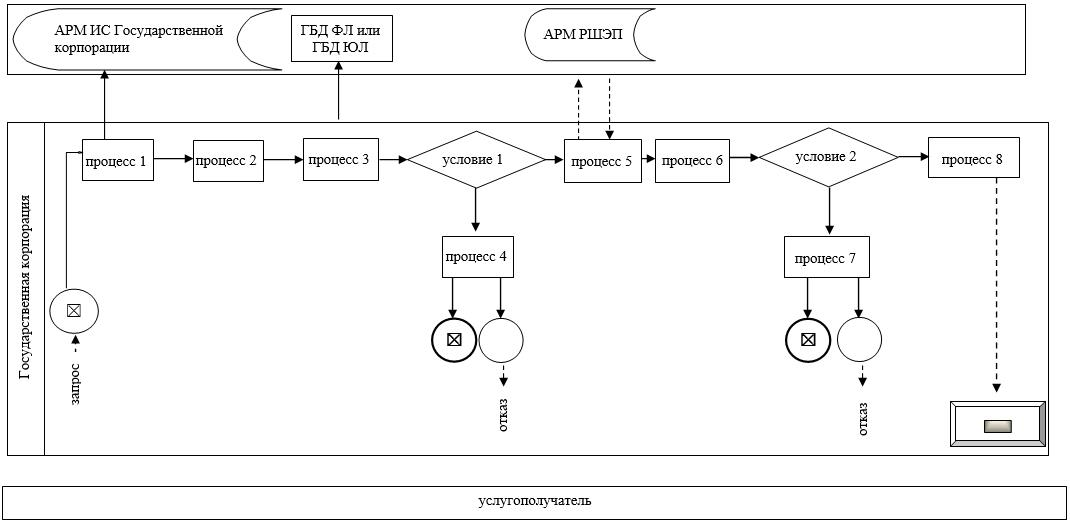 АРМ ИС Государственной
корпорации
ГБД ФЛ или
ГБД ЮЛ
АРМ РШЭП
Государственная корпорация
процесс 1
процесс 2
процесс 3
условие 1
процесс 5
процесс 6
условие 2
процесс 8
процесс 4
процесс 7
запрос
отказ
отказ
услугополучатель